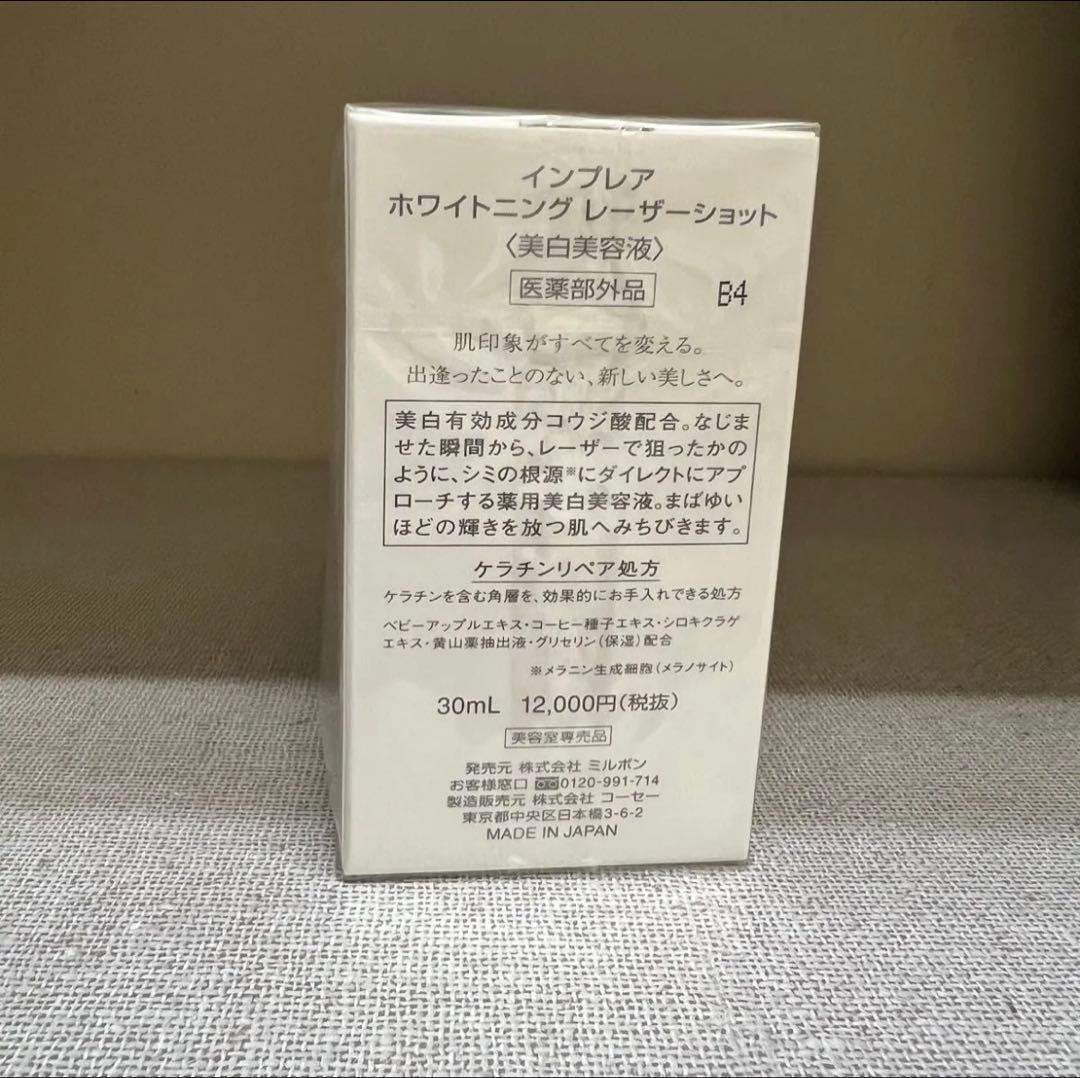 インプレア
ホワイトニング レーザーショット
〈美白美容液〉
医薬部外品 B4
肌印象がすべてを変える。
出逢ったことのない、新しい美しさへ。
美白有効成分コウジ酸配合。なじま
せた瞬間から、レーザーで狙ったかの
ように、シミの根源※にダイレクトにアプ
ローチする薬用美白美容液。まばゆい
ほどの輝きを放つ肌へみちびきます。
ケラチンリペア処方
ケラチンを含む角層を、効果的にお手入れできる処方
ベビーアップルエキス・コーヒー種子エキス・シロキクラゲ
エキス・黄山薬抽出液・グリセリン(保湿)配合
※メラニン生成細胞(メラノサイト)
30mL 12,000円(税抜)
美容室専売品
発売元 株式会社 ミルボン
お客様窓口 0120-991-714
製造販売元 株式会社 コーセー
東京都中央区日本橋3-6-2
MADE IN JAPAN